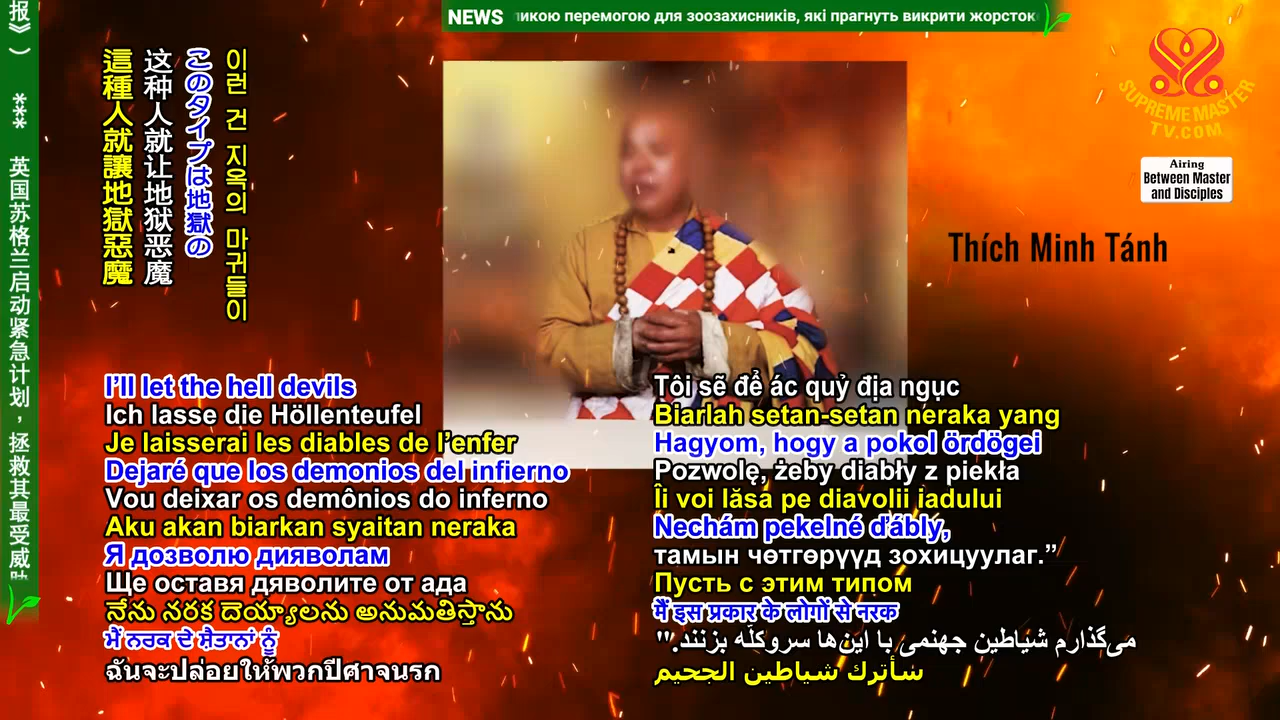 NEWS ликою перемогою для зоозахисників, які прагнуть викрити жорсток
报》） *** 英国苏格兰启动紧急计划，拯救其最受威胁
SUPREME MASTER
TV.COM
Airing
Between Master
and Disciples
Thích Minh Tánh
이런 건 지옥의 마귀들이
このタイプは地獄の
这种人就让地狱恶魔
這種人就讓地獄惡魔
I’ll let the hell devils
Ich lasse die Höllenteufel
Je laisserai les diables de l’enfer
Dejaré que los demonios del infierno
Vou deixar os demônios do inferno
Aku akan biarkan syaitan neraka
Я дозволю дияволам
Ще оставя дяволите от ада
నేను నరక దెయ్యాలను అనుమతిస్తాను
ਮੈਂ ਨਰਕ ਦੇ ਸ਼ੈਤਾਨਾਂ ਨੂੰ
ฉันจะปล่อยให้พวกปีศาจนรก
Tôi sẽ để ác quỷ địa ngục
Biarlah setan-setan neraka yang
Hagyom, hogy a pokol ördögei
Pozwolę, żeby diabły z piekła
Îi voi lăsa pe diavolii iadului
Nechám pekelné ďáblý,
тамын чөтгөрүүд зохицуулаг.”
Пусть с этим типом
मैं इस प्रकार के लोगों से नरक
می‌گذارم شیاطین جهنمی با این‌ها سروکلّه بزنند."
سأترك شياطين الجحيم